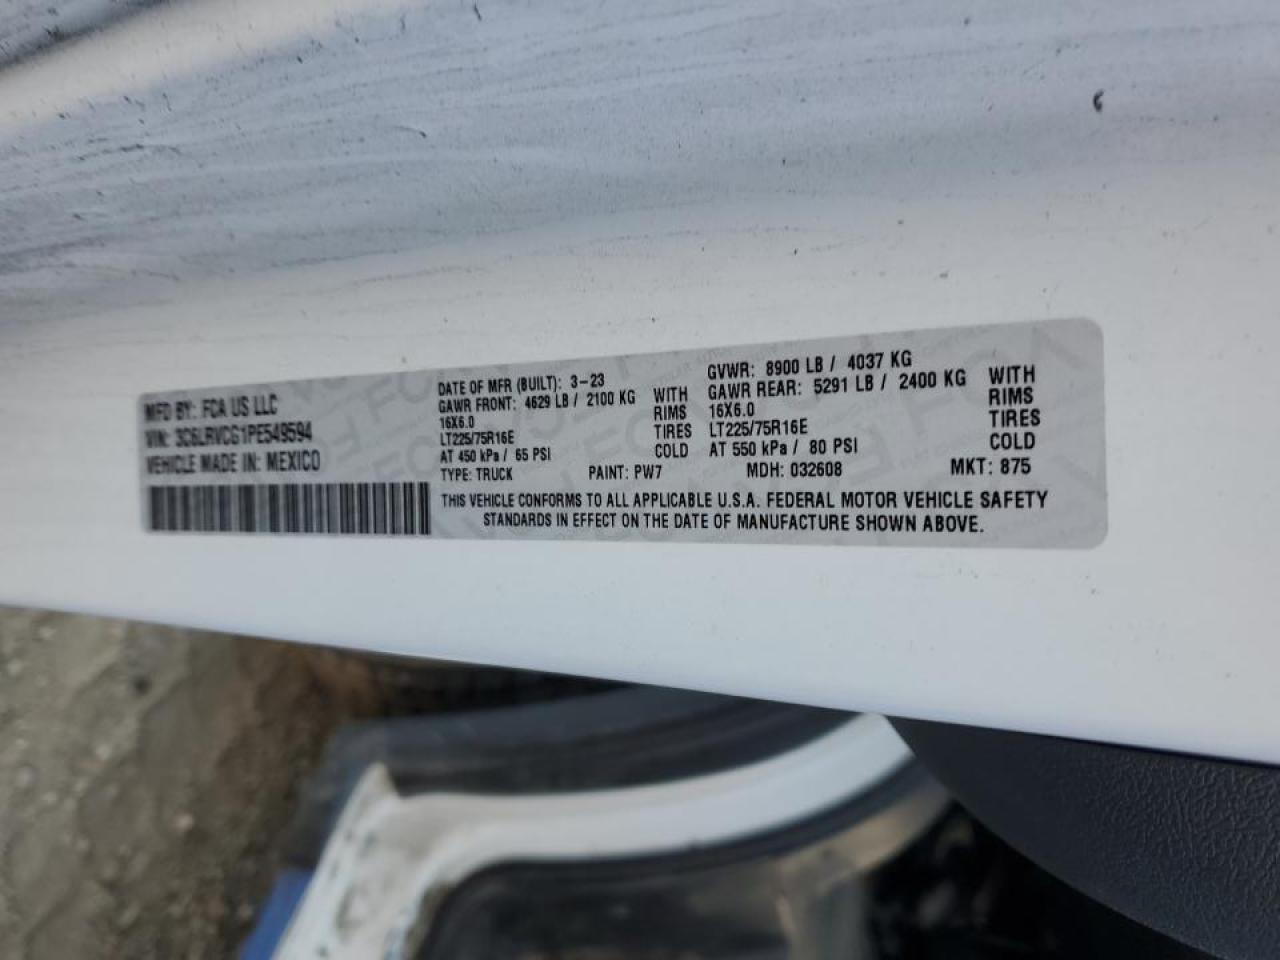 MFD BY: FCA US LLC
VIN: 3C6LRVCG1PE549594
VEHICLE MADE IN: MEXICO
DATE OF MFR (BUILT): 3-23
GAWR FRONT: 4629 LB / 2100 KG WITH
16X6.0 RIMS
LT225/75R16E TIRES
AT 450 kPa / 65 PSI COLD
GVWR: 8900 LB / 4037 KG
GAWR REAR: 5291 LB / 2400 KG WITH
16X6.0 RIMS
LT225/75R16E TIRES
AT 550 kPa / 80 PSI COLD
TYPE: TRUCK PAINT: PW7 MDH: 032608 MKT: 875
THIS VEHICLE CONFORMS TO ALL APPLICABLE U.S.A. FEDERAL MOTOR VEHICLE SAFETY
STANDARDS IN EFFECT ON THE DATE OF MANUFACTURE SHOWN ABOVE.